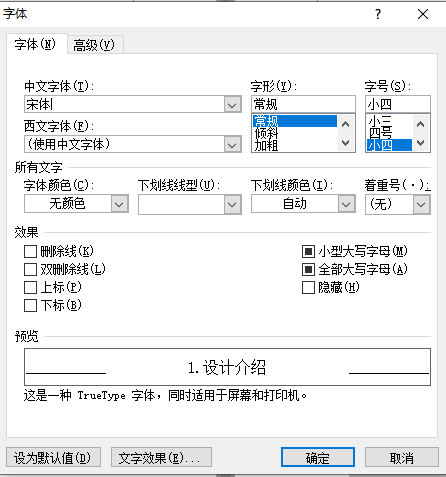 字体
字体(N) 高级(V)
中文字体(T): 字形(Y): 字号(S):
宋体 常规 小四
常规 小三
西文字体(F): 倾斜 四号
(使用中文字体) 加粗 小四
所有文字
字体颜色(C): 下划线线型(U): 下划线颜色(I): 着重号(·):
无颜色 自动 (无)
效果
删除线(K) 小型大写字母(M)
双删除线(L) 全部大写字母(A)
上标(P) 隐藏(H)
下标(B)
预览
1.设计介绍
这是一种 TrueType 字体，同时适用于屏幕和打印机。
设为默认值(D) 文字效果(E)... 确定 取消